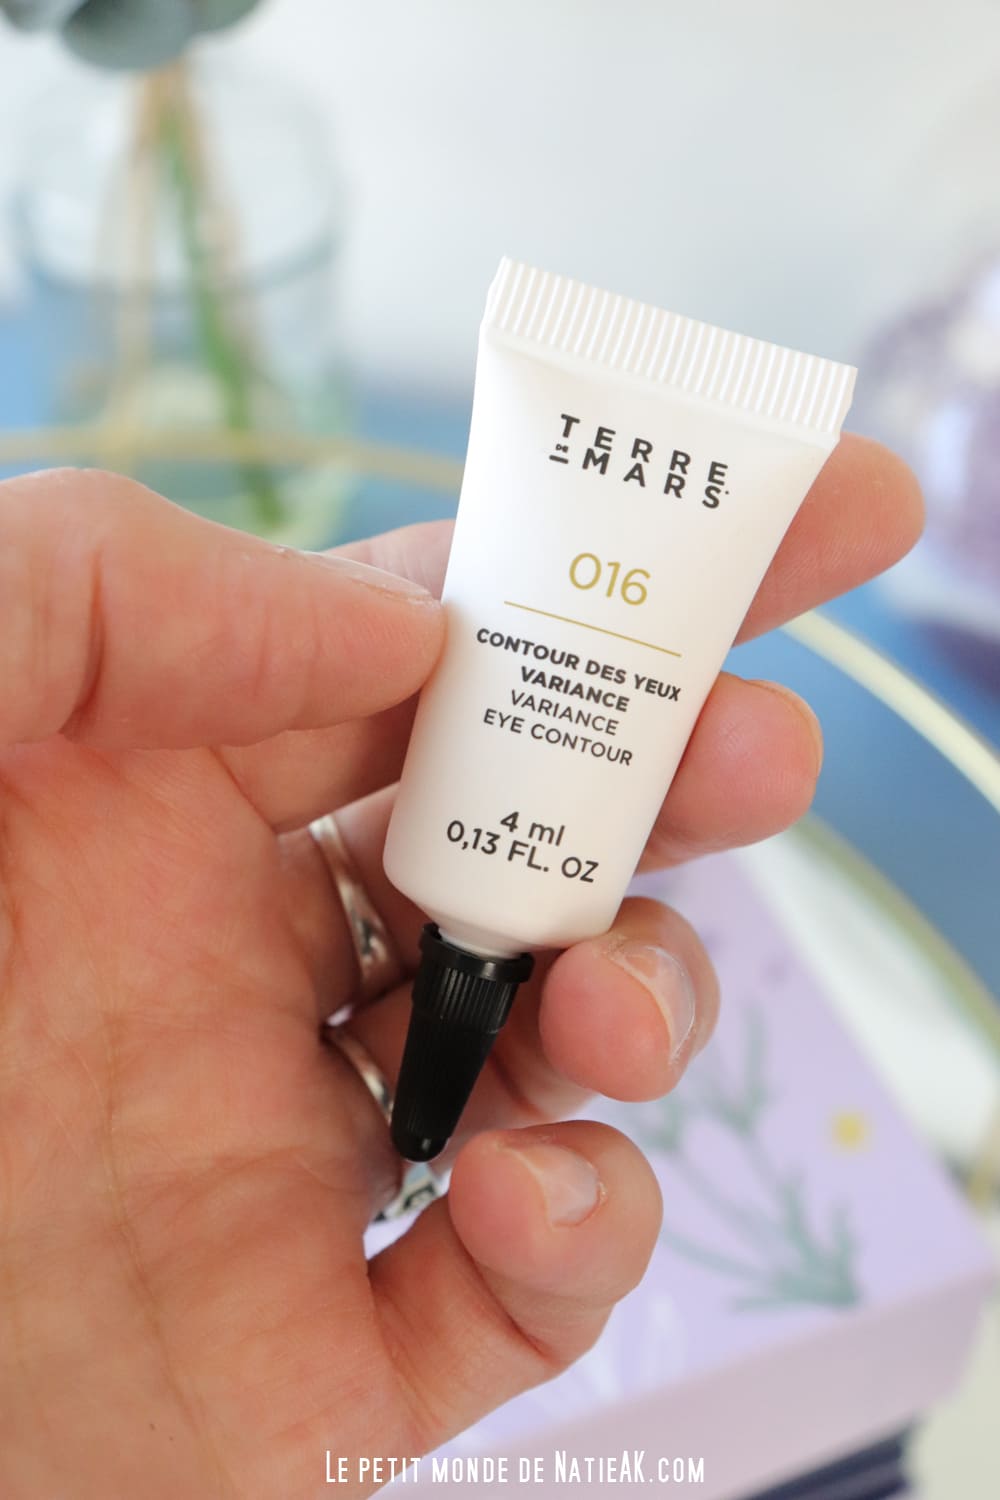 TERRE
DE MARS
016
CONTOUR DES YEUX
VARIANCE
VARIANCE
EYE CONTOUR
4 ml
0,13 FL. OZ
LE PETIT MONDE DE NATIEAK.COM